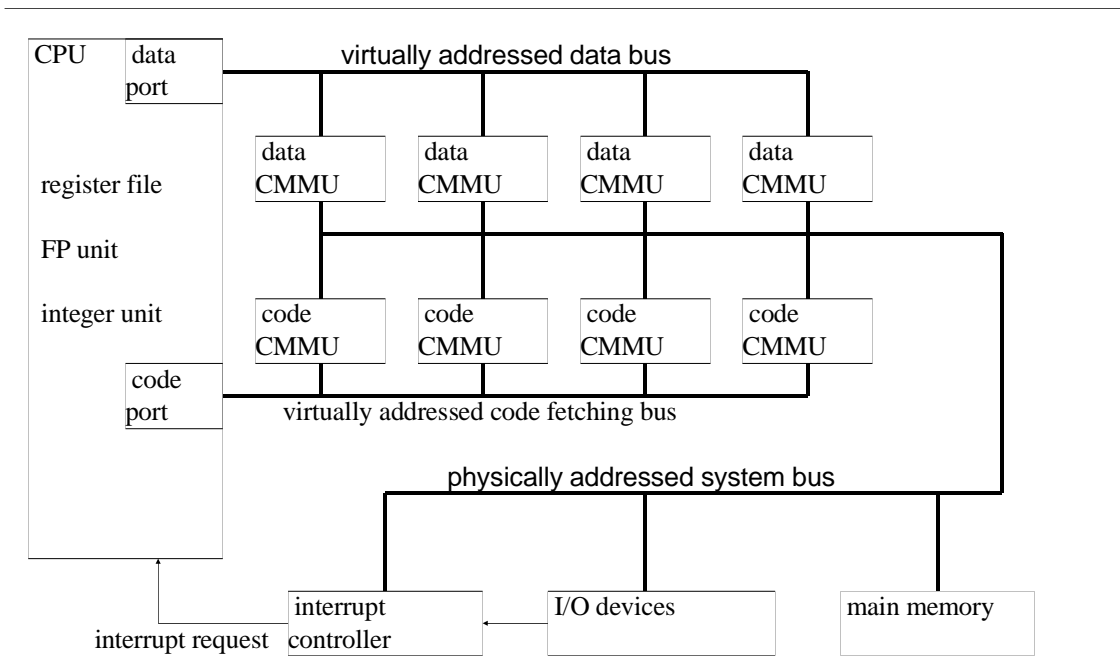 CPU
data
port
virtually addressed data bus
data
CMMU
data
CMMU
data
CMMU
data
CMMU
register file
FP unit
integer unit
code
CMMU
code
CMMU
code
CMMU
code
CMMU
code
port
virtually addressed code fetching bus
physically addressed system bus
interrupt
controller
I/O devices
main memory
interrupt request